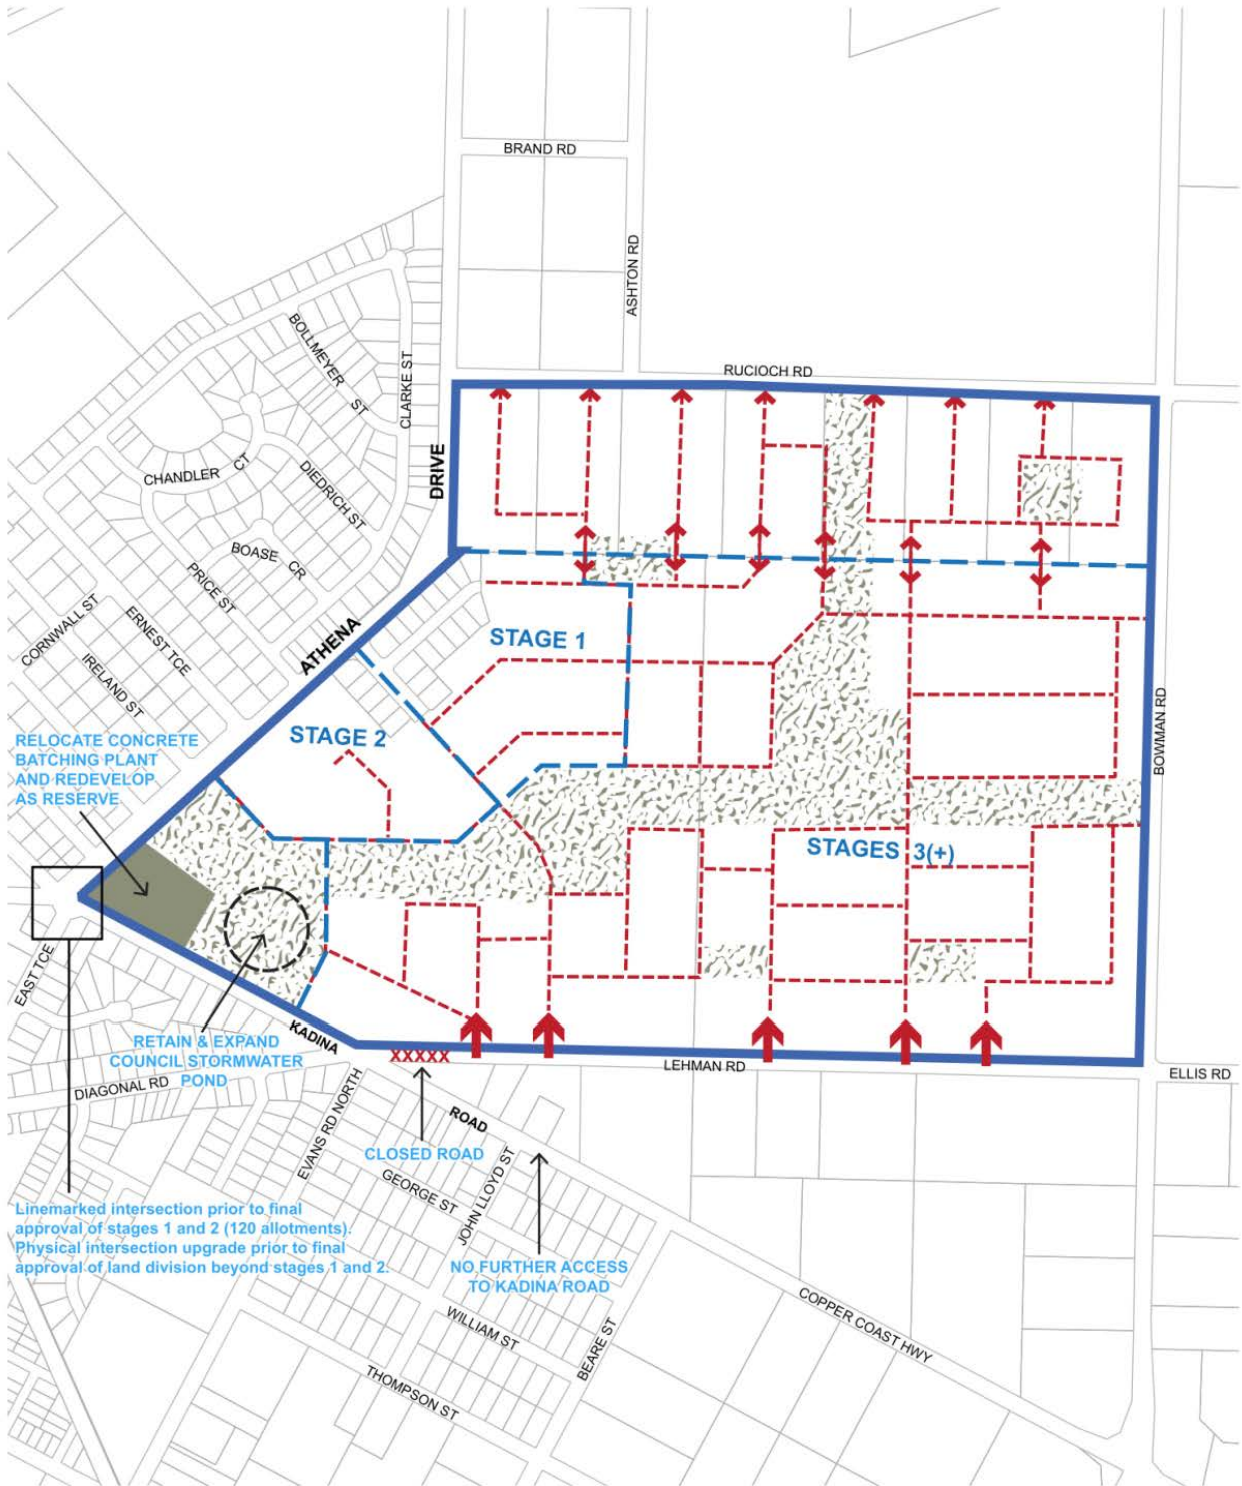 BRAND RD
ASHTON RD
BOLLMEYER ST
CLARKE ST
RUCIOCH RD
DRIVE
CHANDLER CT
DIEDRICH ST
BOASE CR
PRICE ST
CORNWALL ST
ERNEST TCE
IRELAND ST
ATHENA
STAGE 1
STAGE 2
BOWMAN RD
RELOCATE CONCRETE
BATCHING PLANT
AND REDEVELOP
AS RESERVE
STAGES 3(+)
EAST TCE
KADINA
RETAIN & EXPAND
COUNCIL STORMWATER
POND
DIAGONAL RD
XXXXX
LEHMAN RD
ELLIS RD
EVANS RD NORTH
ROAD
CLOSED ROAD
GEORGE ST
JOHN LLOYD ST
Linemarked intersection prior to final
approval of stages 1 and 2 (120 allotments).
Physical intersection upgrade prior to final
approval of land division beyond stages 1 and 2.
NO FURTHER ACCESS
TO KADINA ROAD
COPPER COAST HWY
WILLIAM ST
BEARE ST
THOMPSON ST